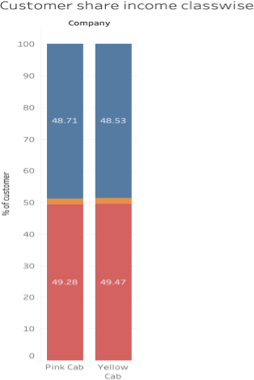 Customer share income classwise
Company
100
90
80
70
60
50
40
30
20
10
0
% of customer
48.71
48.53
49.28
49.47
Pink Cab
Yellow
Cab